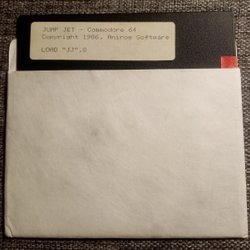 JUMP JET - Commodore 64
Copyright 1986, Anirog Software
LOAD "JJ",8